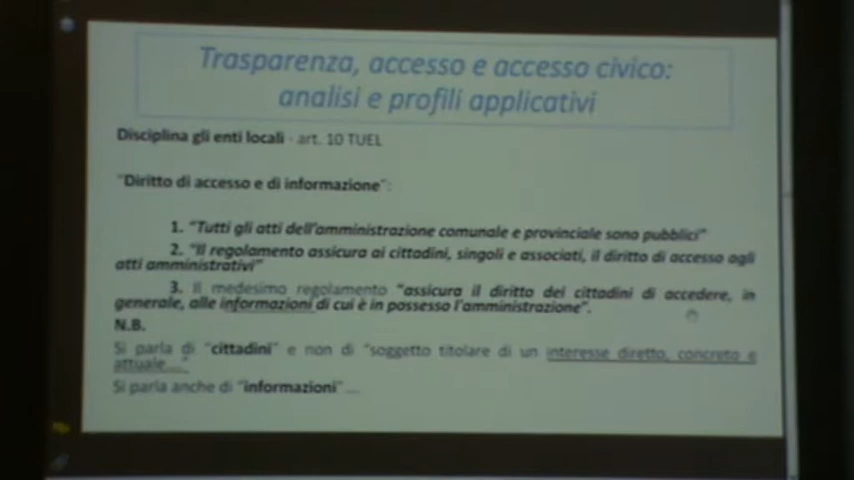 Trasparenza, accesso e accesso civico:
analisi e profili applicativi
Disciplina gli enti locali - art. 10 TUEL
"Diritto di accesso e di informazione":
1. "Tutti gli atti dell'amministrazione comunale e provinciale sono pubblici"
2. "Il regolamento assicura ai cittadini, singoli e associati, il diritto di accesso agli
atti amministrativi"
3. Il medesimo regolamento "assicura il diritto dei cittadini di accedere, in
generale, alle informazioni di cui è in possesso l'amministrazione".
N.B.
Si parla di "cittadini" e non di "soggetto titolare di un interesse diretto, concreto e
attuale...."
Si parla anche di "informazioni"...